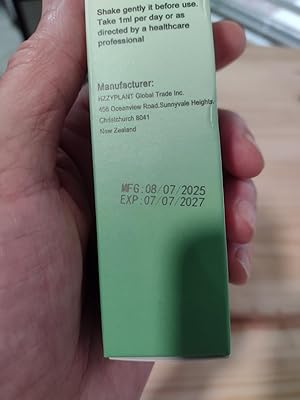 Shake gently it before use.
Take 1ml per day or as
directed by a healthcare
professional
Manufacturer:
HZZYPLANT Global Trade Inc.
456 Oceanview Road,Sunnyvale Heights,
Christchurch 8041
New Zealand
MFG:08/07/2025
EXP:07/07/2027